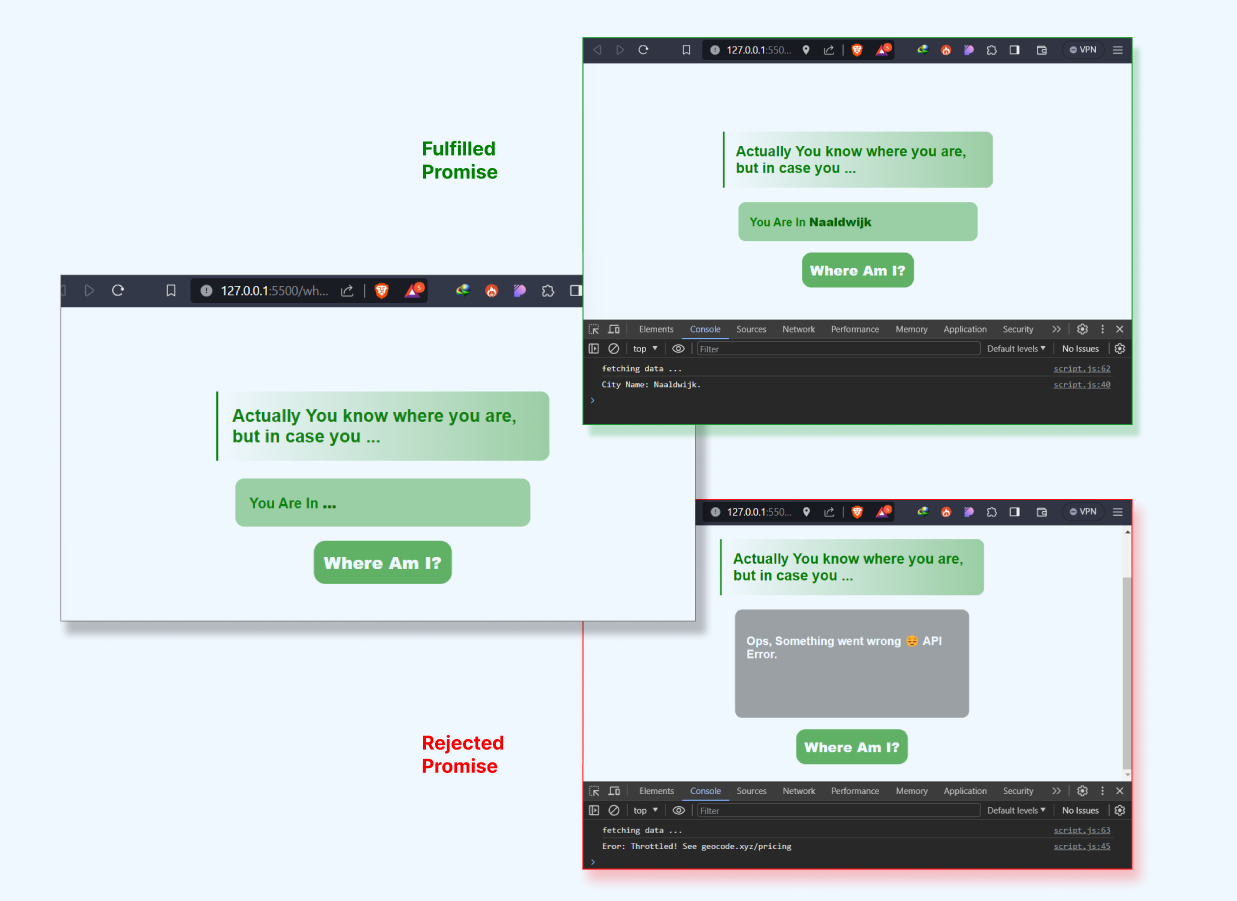 127.0.0.1:550...
VPN
Fulfilled
Promise
Actually You know where you are,
but in case you ...
You Are In Naaldwijk
Where Am I?
Elements Console Sources Network Performance Memory Application Security
top Filter Default levels No Issues
fetching data ... script.js:62
City Name: Naaldwijk. script.js:40
127.0.0.1:5500/wh...
Actually You know where you are,
but in case you ...
You Are In ...
Where Am I?
127.0.0.1:550...
VPN
Actually You know where you are,
but in case you ...
Ops, Something went wrong 😔 API
Error.
Where Am I?
Rejected
Promise
Elements Console Sources Network Performance Memory Application Security
top Filter Default levels No Issues
fetching data ... script.js:63
Eror: Throttled! See geocode.xyz/pricing script.js:45